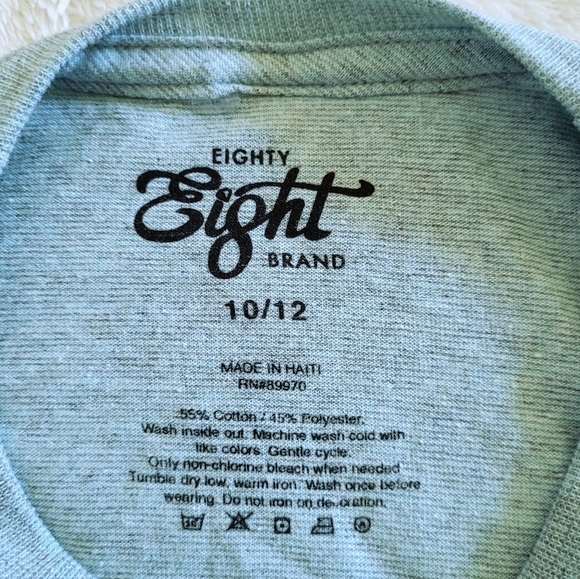 EIGHTY
Eight
BRAND
10/12
MADE IN HAITI
RN#89970
55% Cotton / 45% Polyester.
Wash inside out. Machine wash cold with
like colors. Gentle cycle.
Only non-chlorine bleach when needed
Tumble dry low, warm iron. Wash once before
wearing. Do not iron on decoration.